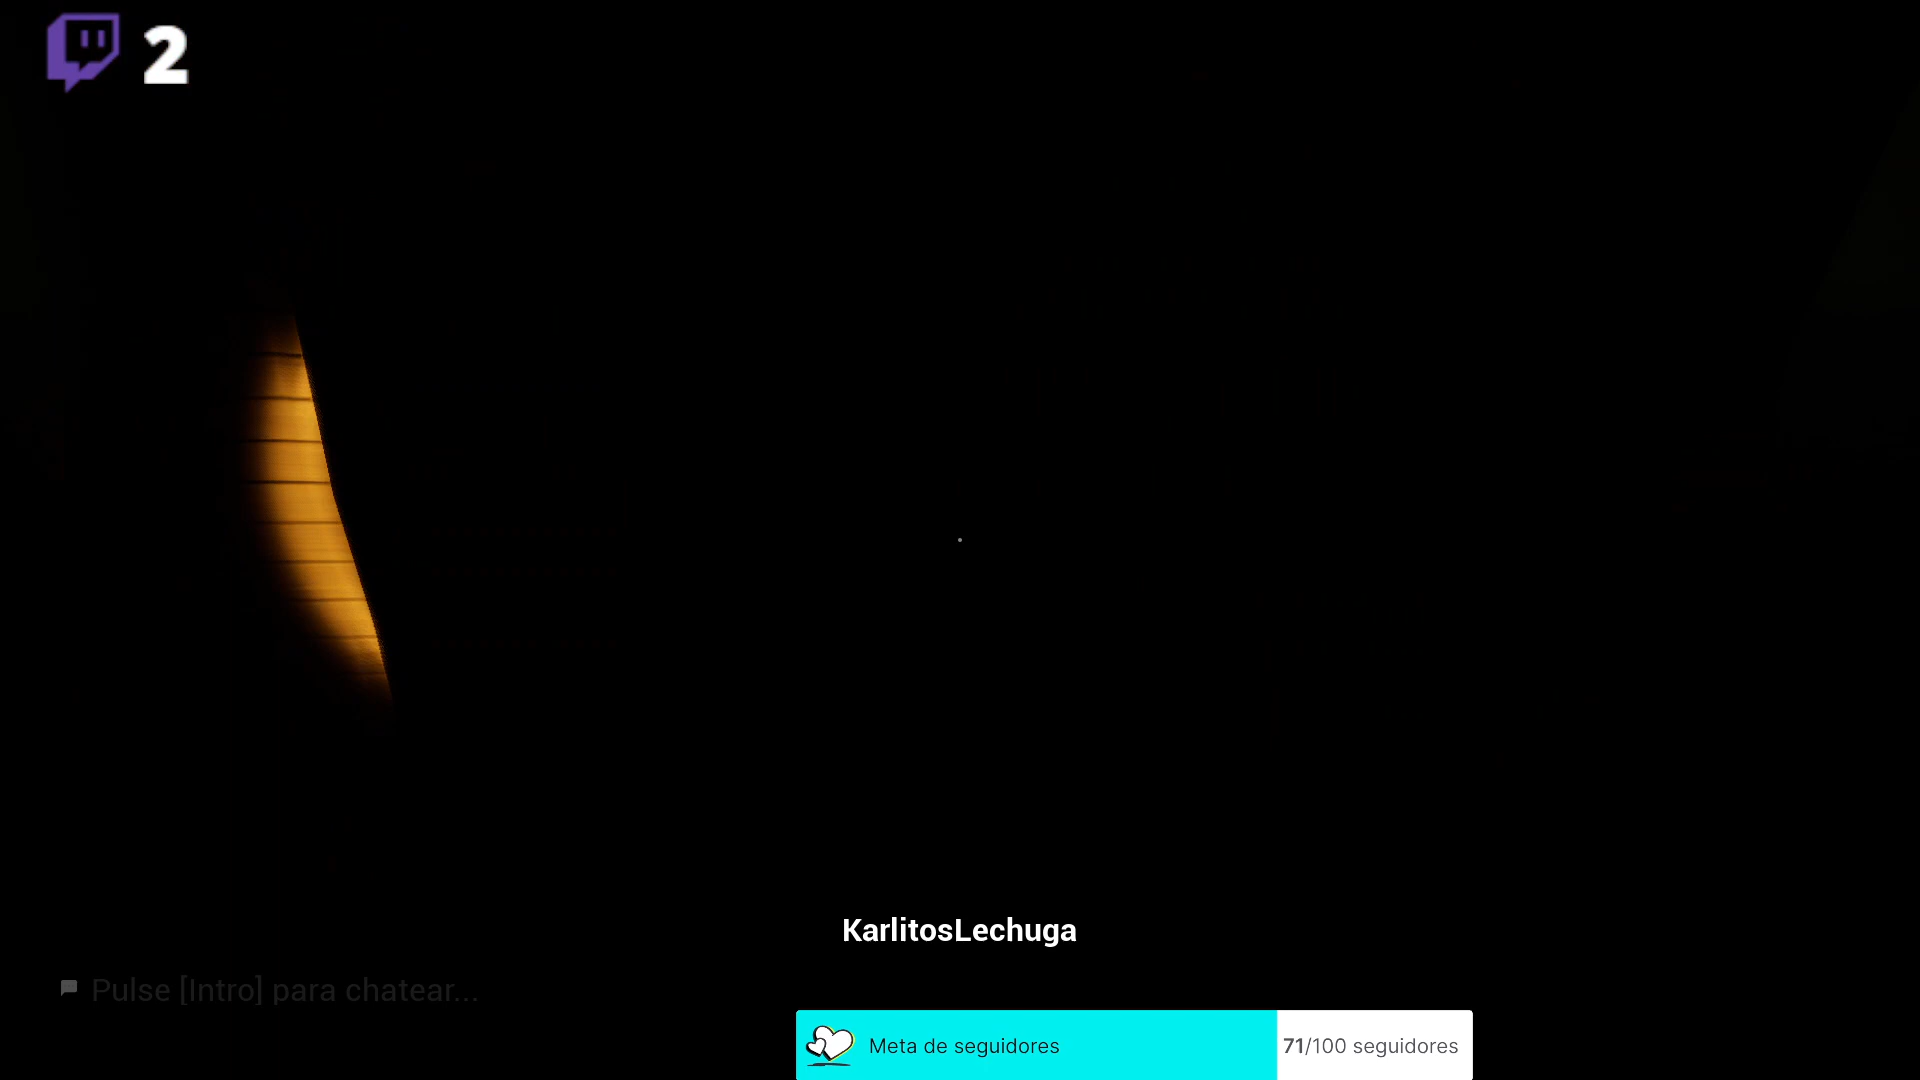 2
KarlitosLechuga
Pulse [Intro] para chatear...
Meta de seguidores
71/100 seguidores